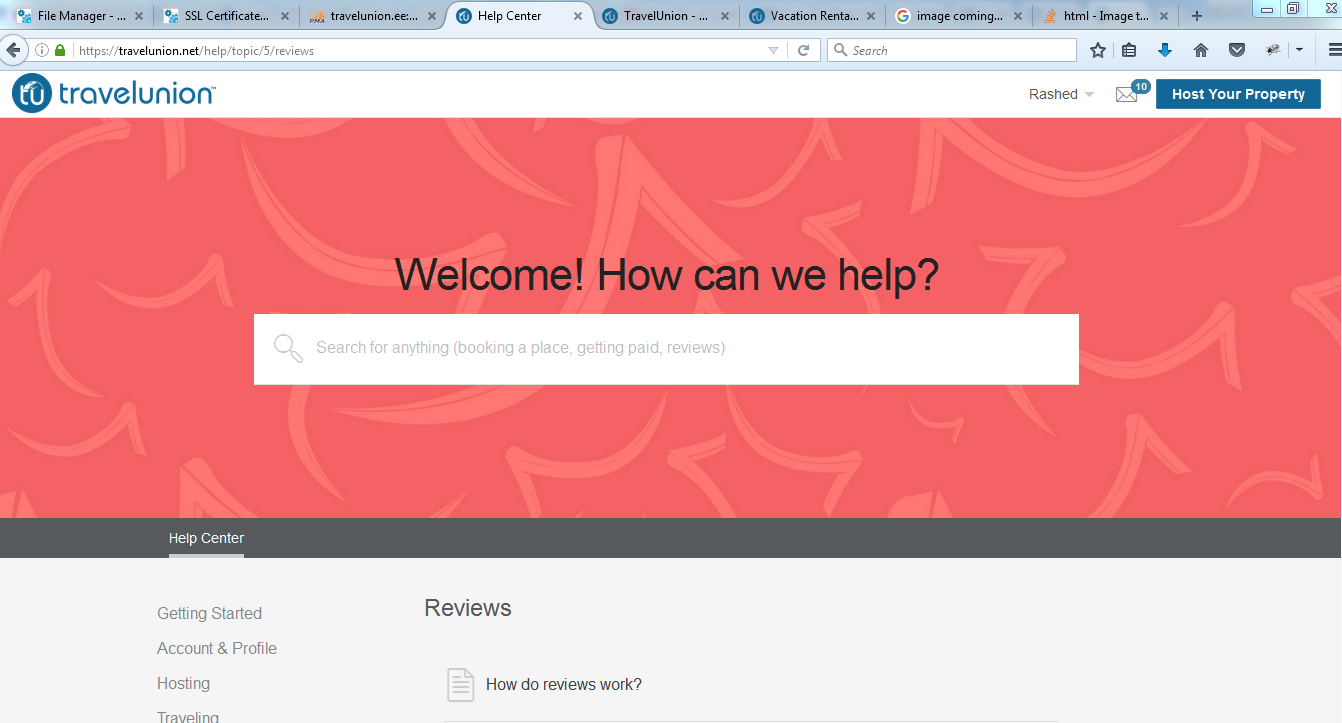 File Manager - ...
SSL Certificate...
travelunion.ee:...
Help Center
TravelUnion - ...
Vacation Renta...
image coming...
html - Image t...
https://travelunion.net/help/topic/5/reviews
Search
tu travelunion™
Rashed
10
Host Your Property
Welcome! How can we help?
Search for anything (booking a place, getting paid, reviews)
Help Center
Getting Started
Reviews
Account & Profile
Hosting
How do reviews work?
Traveling